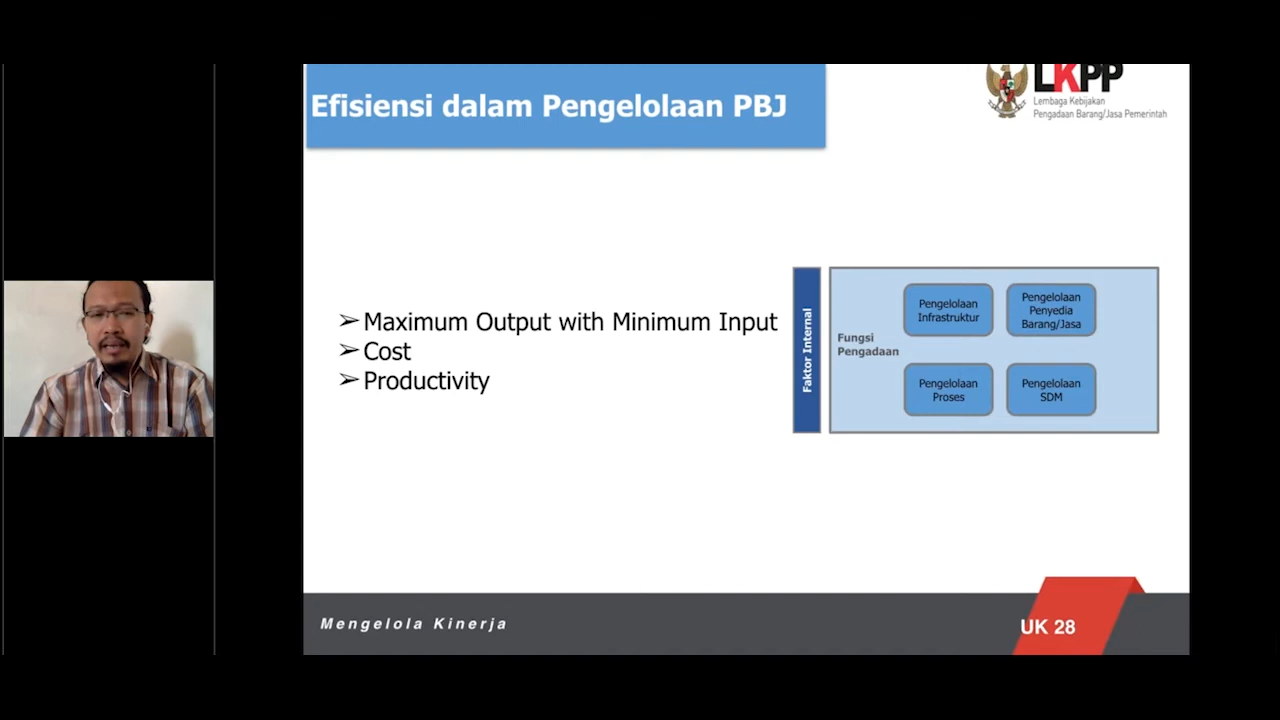 Efisiensi dalam Pengelolaan PBJ
LKPP
Lembaga Kebijakan
Pengadaan Barang/Jasa Pemerintah
➢Maximum Output with Minimum Input
➢Cost
➢Productivity
Faktor Internal
Fungsi
Pengadaan
Pengelolaan
Infrastruktur
Pengelolaan
Penyedia
Barang/Jasa
Pengelolaan
Proses
Pengelolaan
SDM
Mengelola Kinerja
UK 28